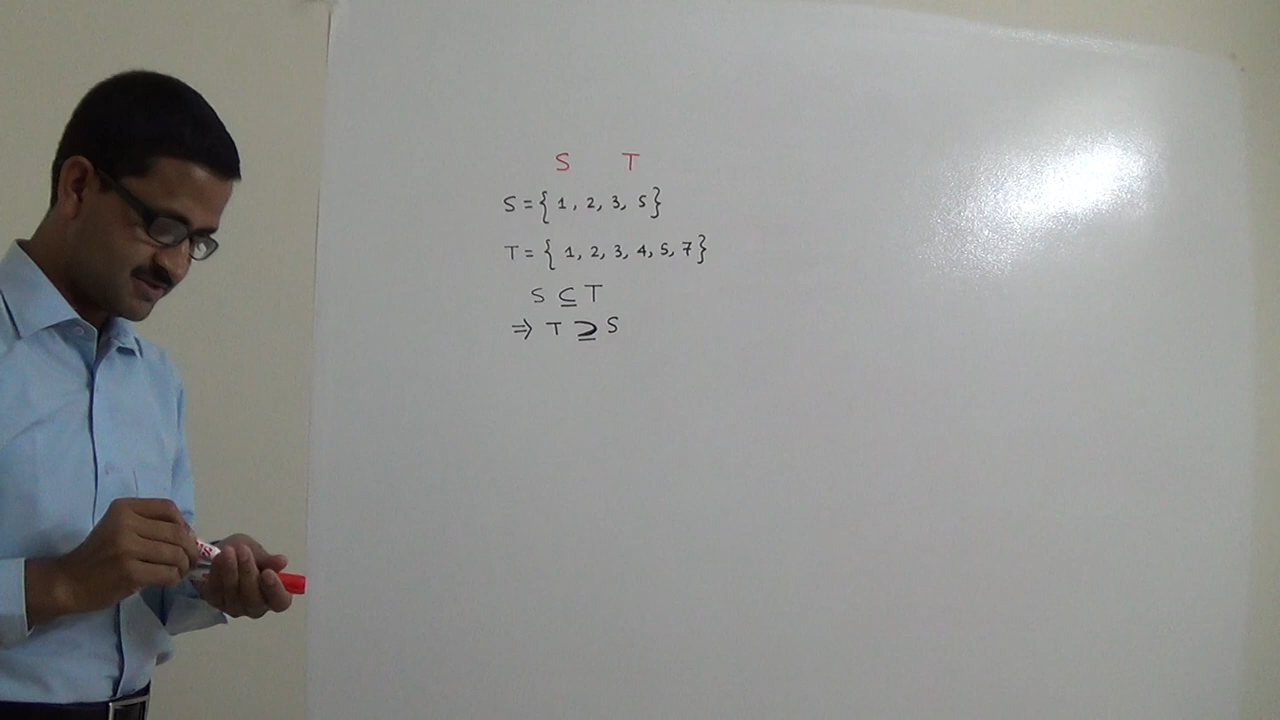 S T
S = { 1, 2, 3, 5 }
T = { 1, 2, 3, 4, 5, 7 }
S ⊆ T
⇒ T ⊇ S